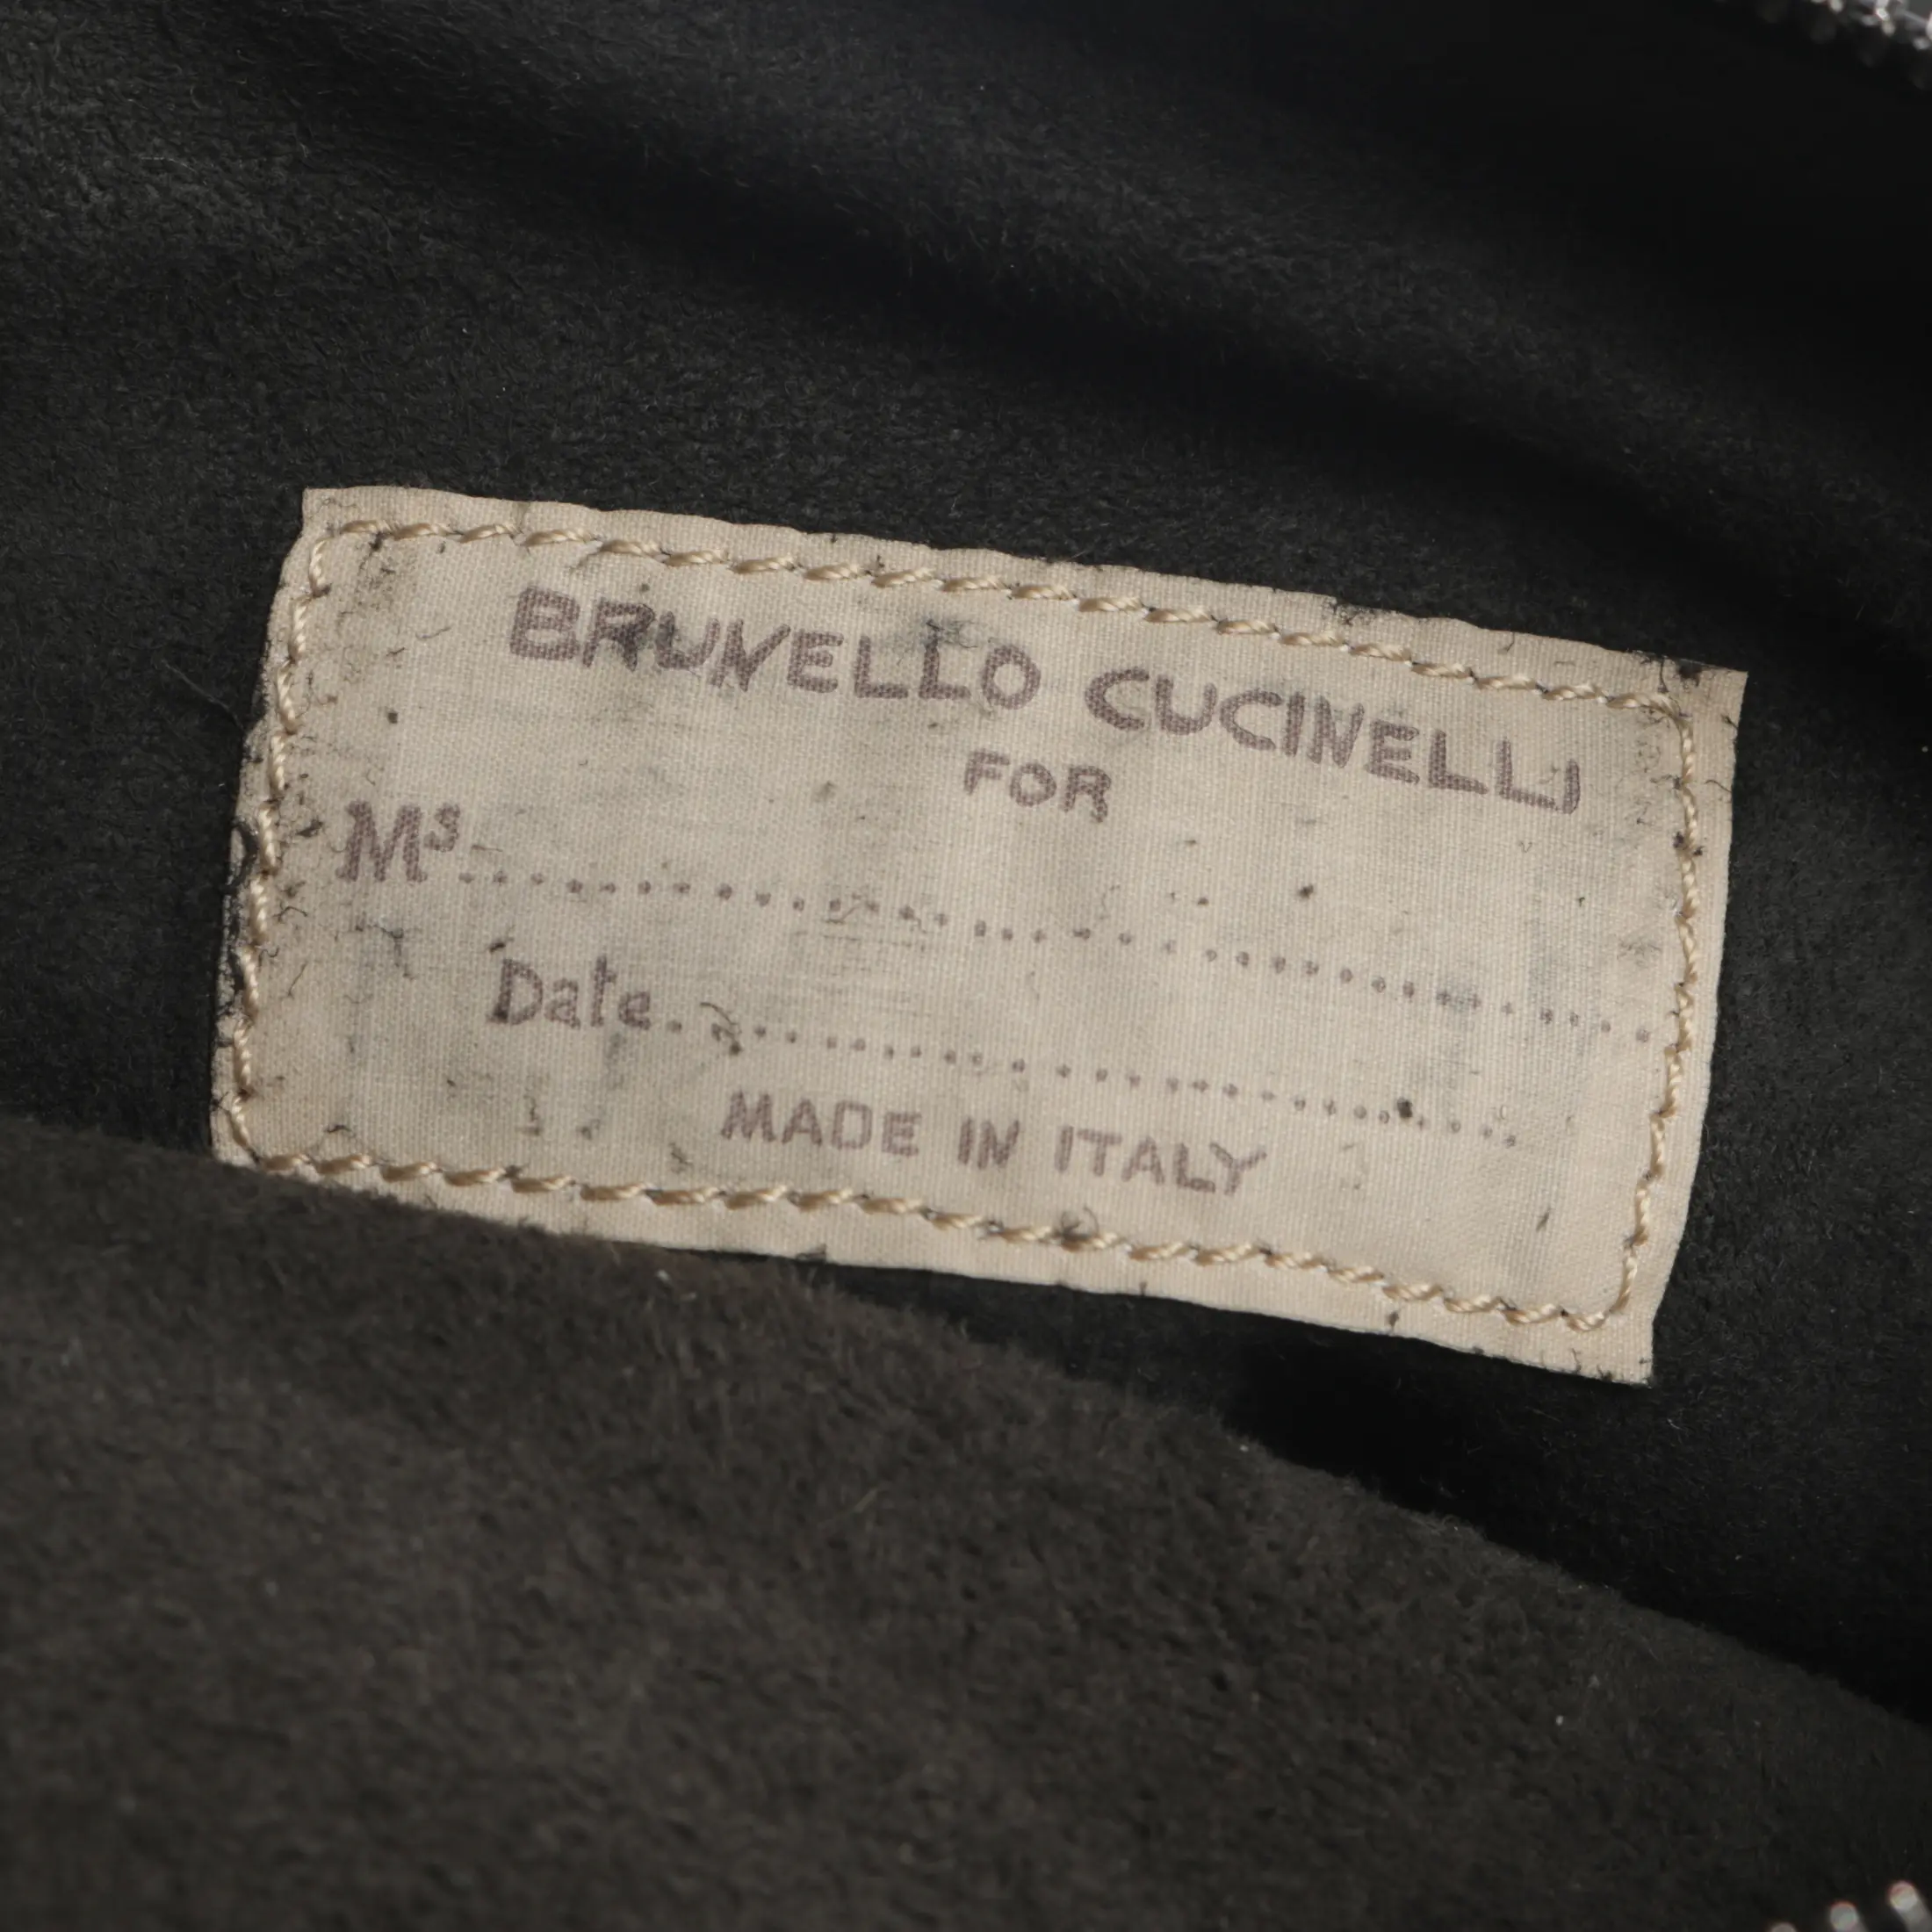 BRUNELLO CUCINELLI
FOR
Ms..................................................
Date..................................
MADE IN ITALY